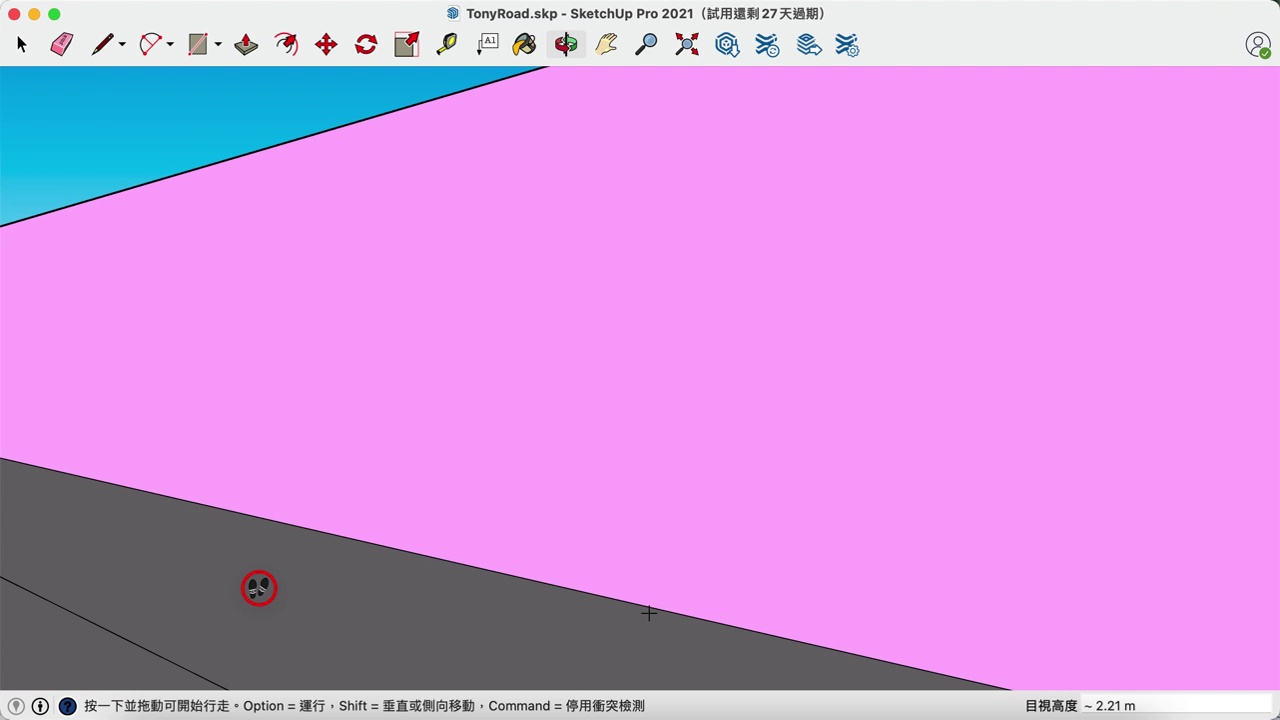 TonyRoad.skp - SketchUp Pro 2021（試用還剩 27 天過期）
A1
按一下並拖動可開始行走。Option = 運行，Shift = 垂直或側向移動，Command = 停用衝突檢測
目視高度 ~ 2.21 m